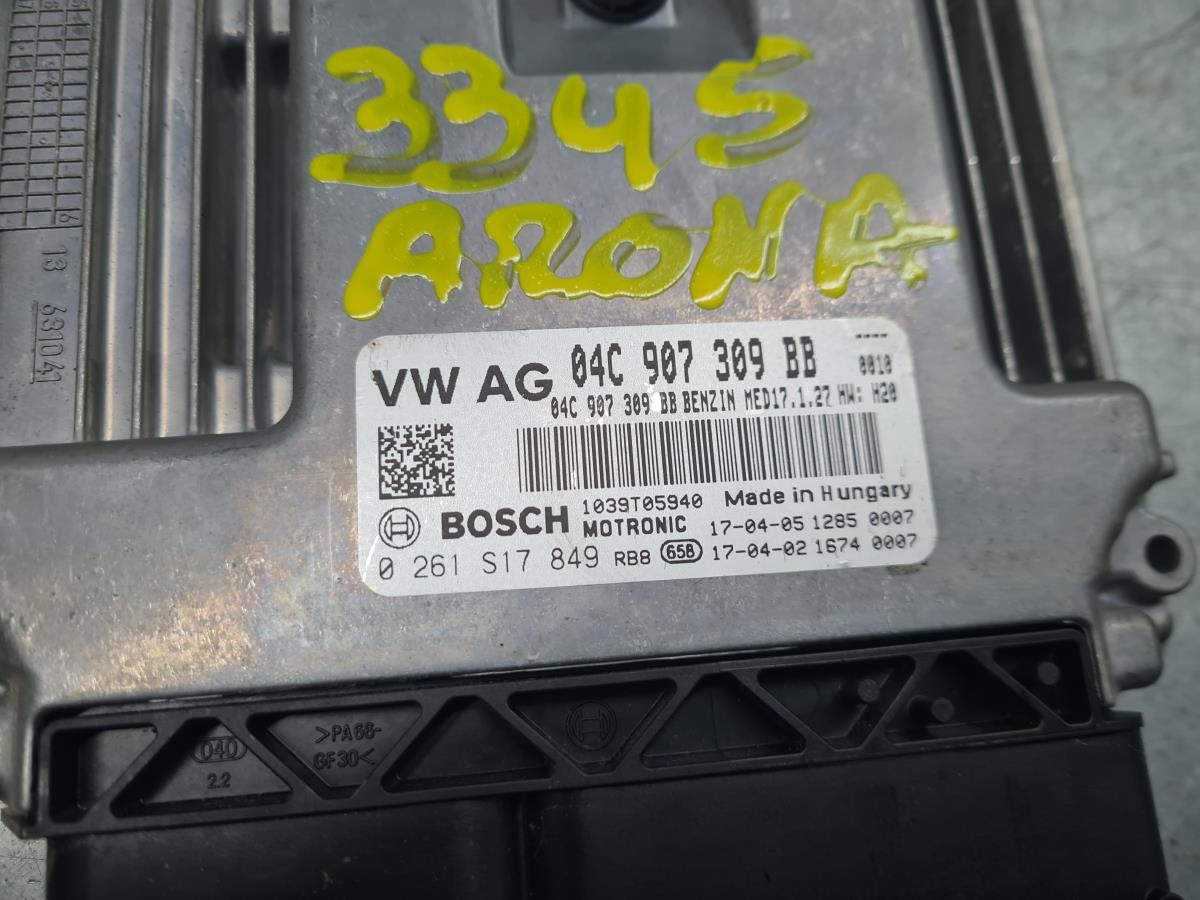 3345
ARONA
13 631041
VW AG 04C 907 309 BB ---- 0010
04C 907 309 BB BENZIN MED17.1.27 HW: H20
1039T05940 Made in Hungary
BOSCH MOTRONIC 17-04-05 1285 0007
0 261 S17 849 RB8 658 17-04-02 1674 0007
>PA66-
GF30<
040
2.2